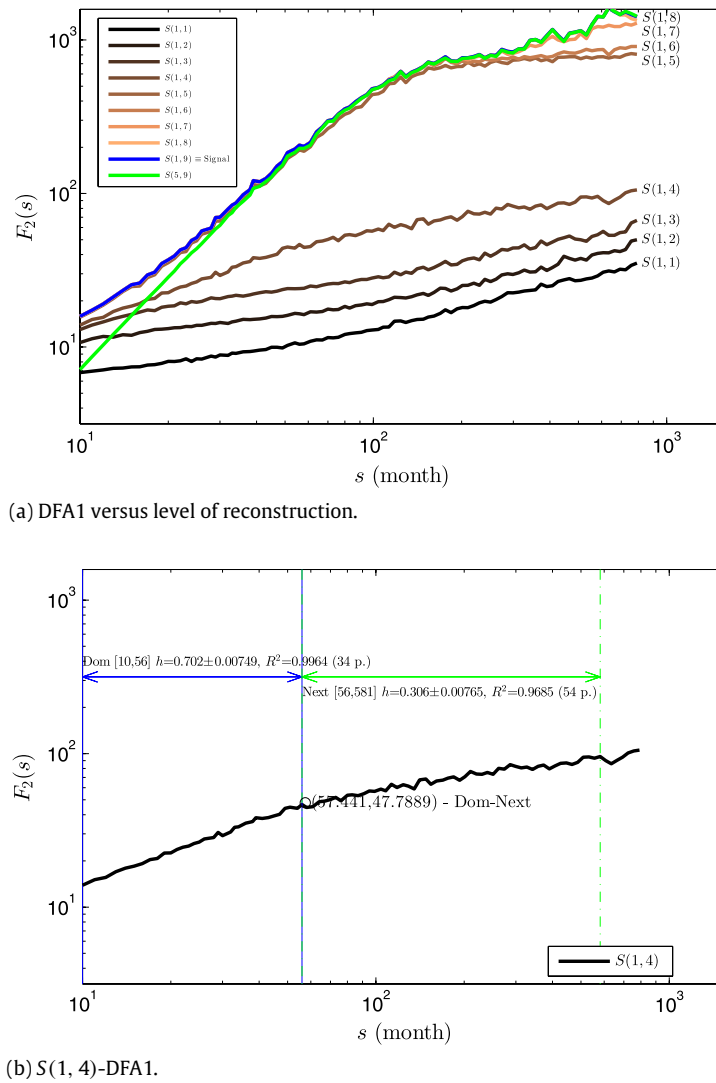 10³
10²
10¹
F₂(s)
S(1,1)
S(1,2)
S(1,3)
S(1,4)
S(1,5)
S(1,6)
S(1,7)
S(1,8)
S(1,9) ≡ Signal
S(5,9)
S(1,8)
S(1,7)
S(1,6)
S(1,5)
S(1,4)
S(1,3)
S(1,2)
S(1,1)
10¹ 10² 10³
s (month)
(a) DFA1 versus level of reconstruction.
10³
10²
10¹
F₂(s)
Dom [10,56] h=0.702±0.00749, R²=0.9964 (34 p.)
Next [56,581] h=0.306±0.00765, R²=0.9685 (54 p.)
(57.441,47.7889) - Dom-Next
S(1,4)
10¹ 10² 10³
s (month)
(b) S(1, 4)-DFA1.